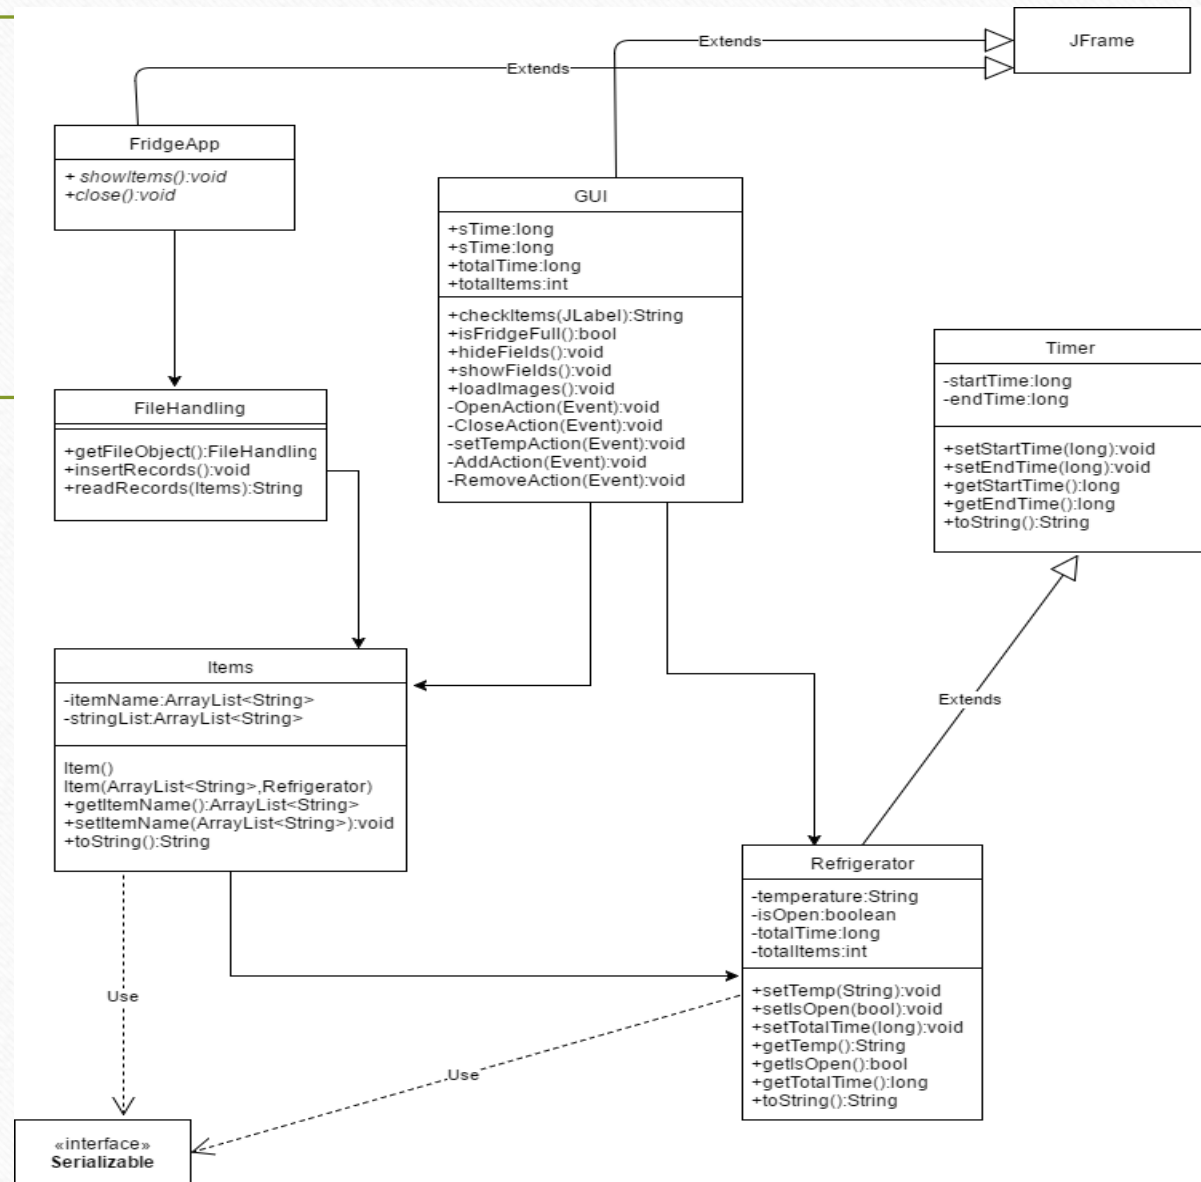 Extends
JFrame
Extends
FridgeApp
+ showItems():void
+close():void
GUI
+sTime:long
+sTime:long
+totalTime:long
+totalItems:int
+checkItems(JLabel):String
+isFridgeFull():bool
+hideFields():void
+showFields():void
+loadImages():void
-OpenAction(Event):void
-CloseAction(Event):void
-setTempAction(Event):void
-AddAction(Event):void
-RemoveAction(Event):void
Timer
-startTime:long
-endTime:long
+setStartTime(long):void
+setEndTime(long):void
+getStartTime():long
+getEndTime():long
+toString():String
FileHandling
+getFileObject():FileHandling
+insertRecords():void
+readRecords(Items):String
Items
-itemName:ArrayList<String>
-stringList:ArrayList<String>
Item()
Item(ArrayList<String>,Refrigerator)
+getItemName():ArrayList<String>
+setItemName(ArrayList<String>):void
+toString():String
Extends
Refrigerator
-temperature:String
-isOpen:boolean
-totalTime:long
-totalItems:int
+setTemp(String):void
+setIsOpen(bool):void
+setTotalTime(long):void
+getTemp():String
+getIsOpen():bool
+getTotalTime():long
+toString():String
Use
Use
«interface»
Serializable